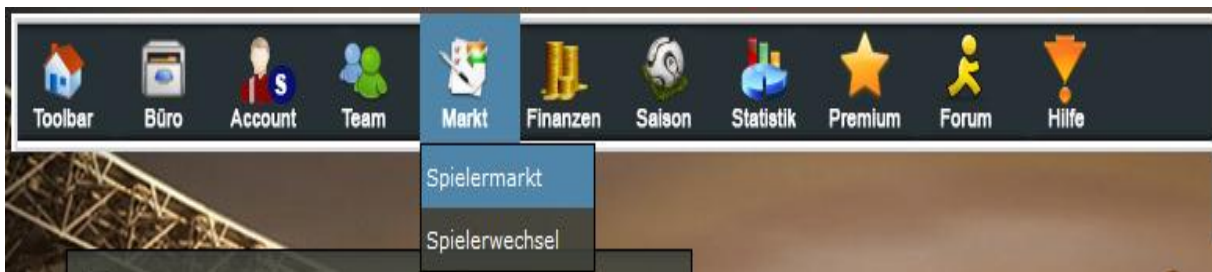 Toolbar Büro Account Team Markt Finanzen Saison Statistik Premium Forum Hilfe
Spielermarkt
Spielerwechsel